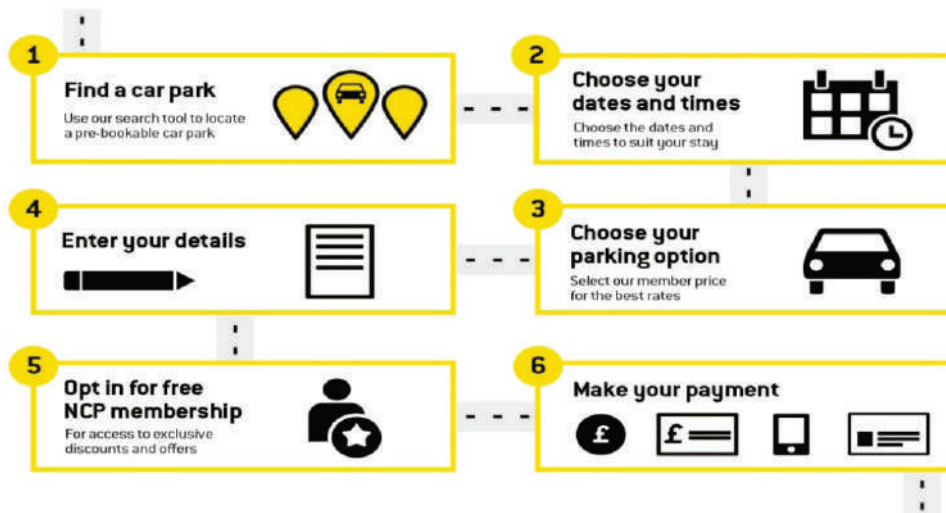 1
Find a car park
Use our search tool to locate
a pre-bookable car park
2
Choose your
dates and times
Choose the dates and
times to suit your stay
3
Choose your
parking option
Select our member price
for the best rates
4
Enter your details
5
Opt in for free
NCP membership
For access to exclusive
discounts and offers
6
Make your payment
£
£